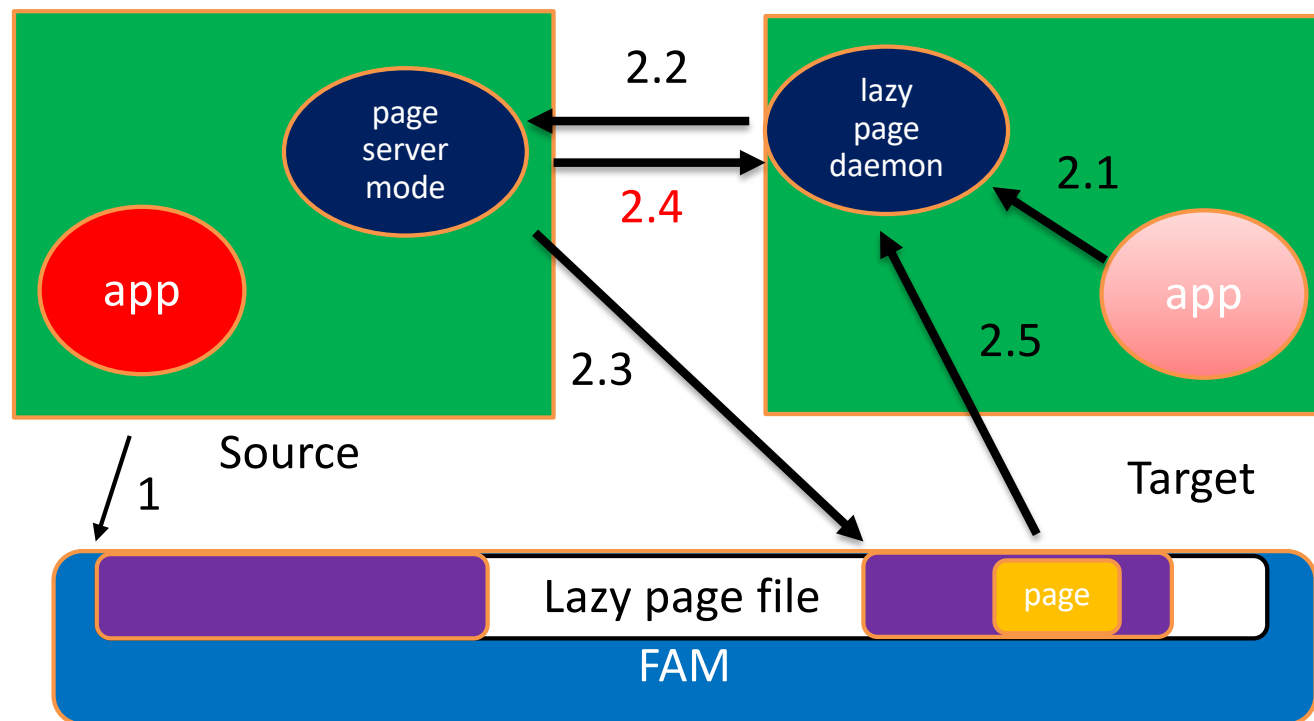 2.2
page
server
mode
lazy
page
daemon
2.1
2.4
app
app
2.5
2.3
Source
Target
1
Lazy page file
page
FAM